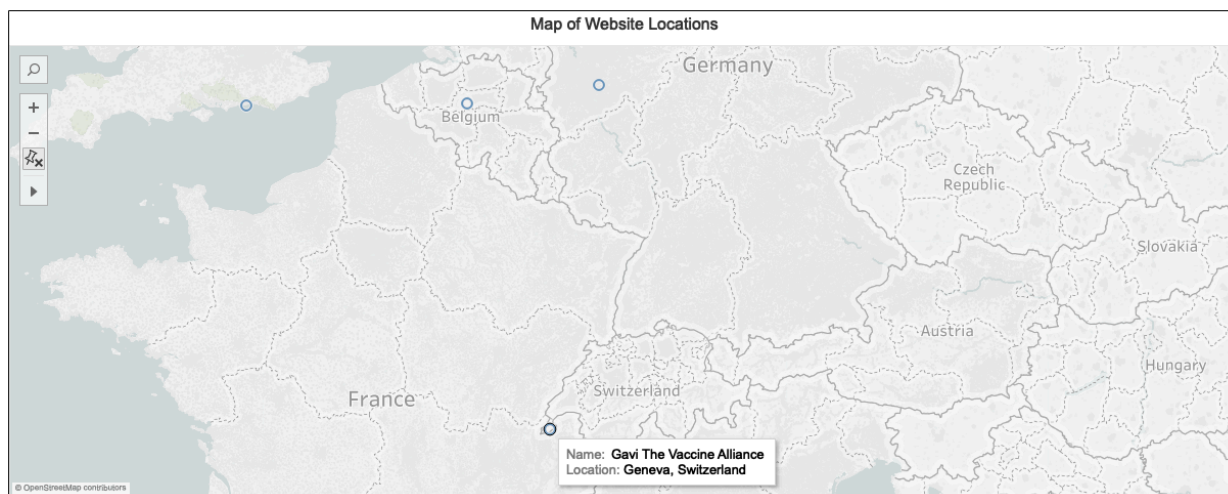 Map of Website Locations
Germany
Belgium
Czech
Republic
Slovakia
Austria
Hungary
Switzerland
France
Name: Gavi The Vaccine Alliance
Location: Geneva, Switzerland
© OpenStreetMap contributors